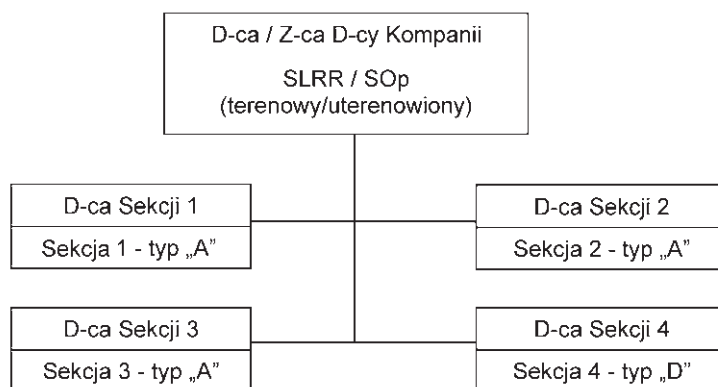 D-ca / Z-ca D-cy Kompanii
SLRR / SOp
(terenowy/uterenowiony)
D-ca Sekcji 1
Sekcja 1 - typ „A”
D-ca Sekcji 2
Sekcja 2 - typ „A”
D-ca Sekcji 3
Sekcja 3 - typ „A”
D-ca Sekcji 4
Sekcja 4 - typ „D”